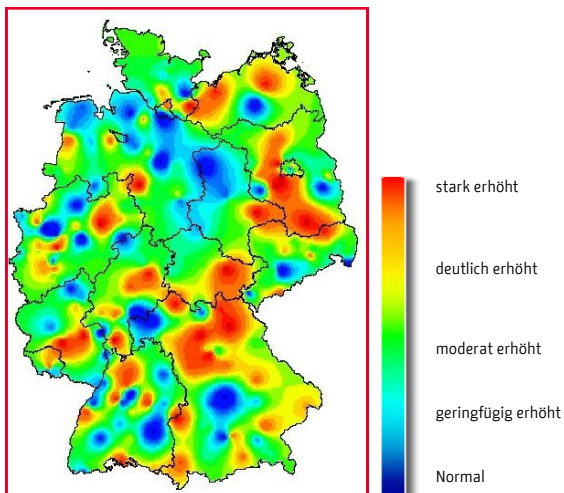 stark erhöht
deutlich erhöht
moderat erhöht
geringfügig erhöht
Normal